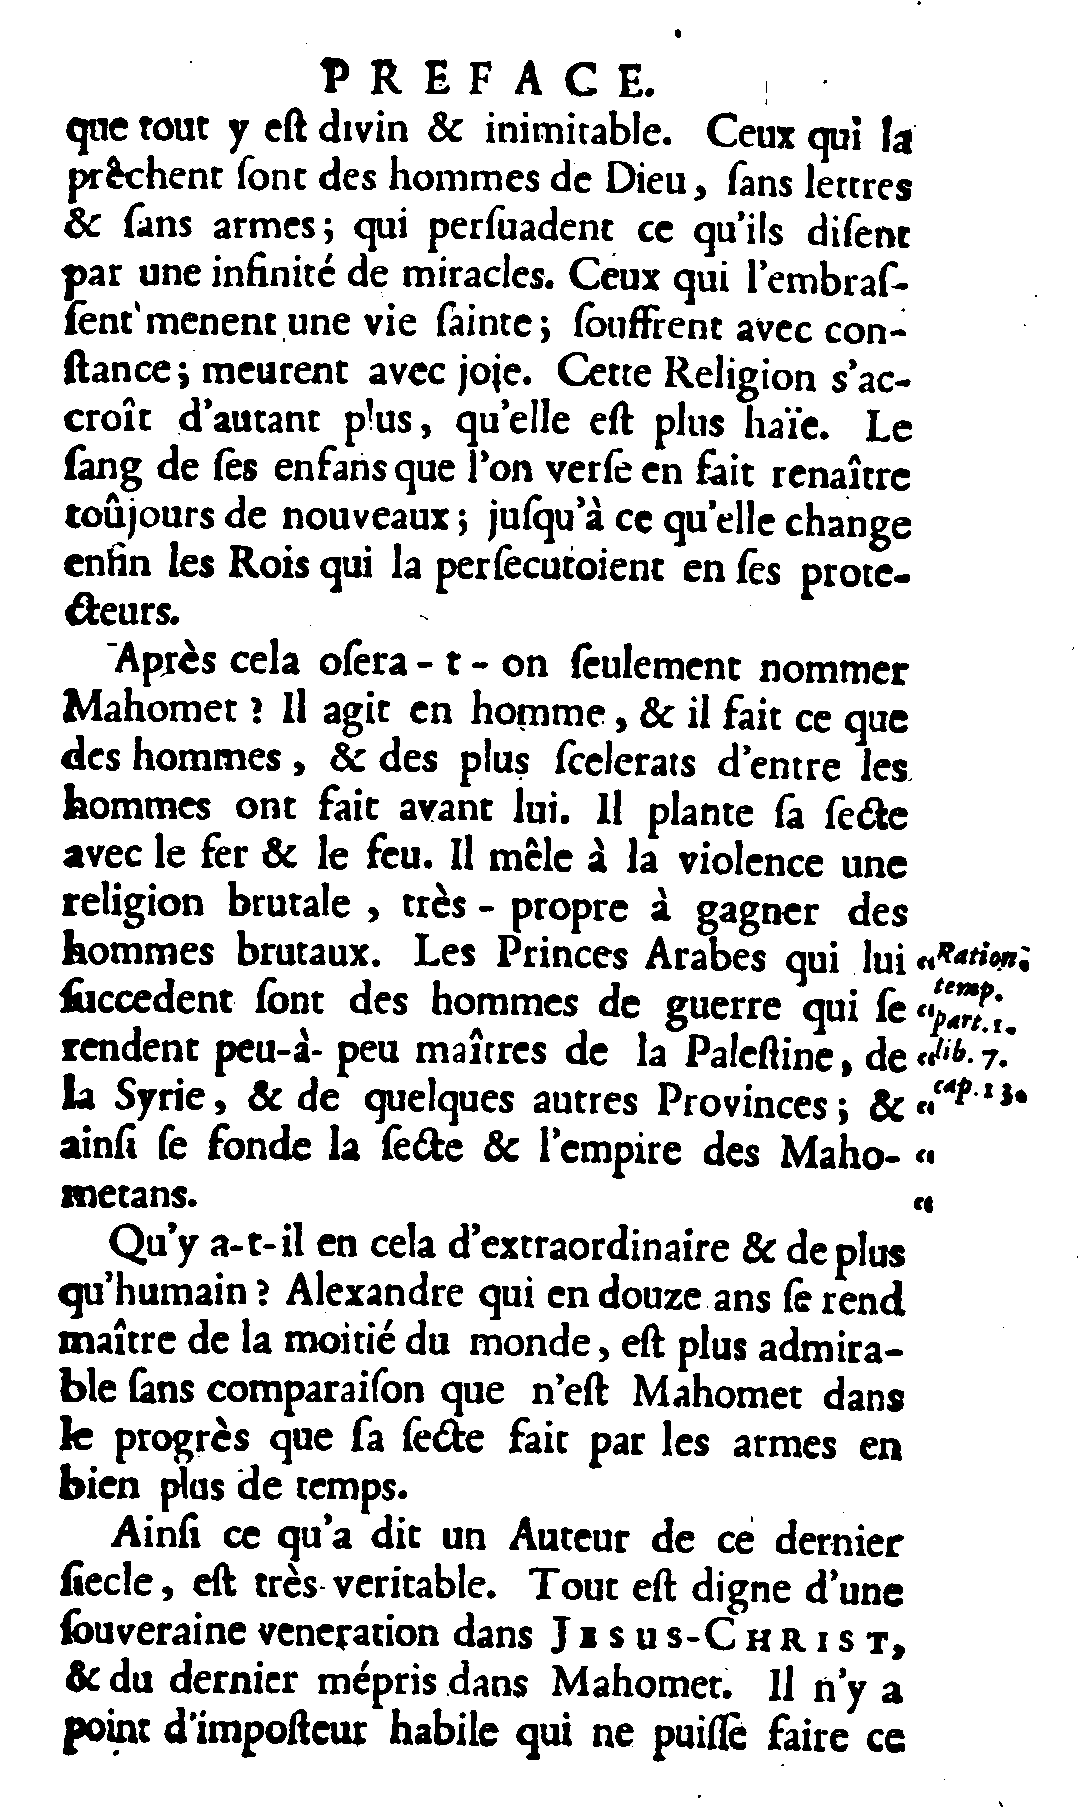 PREFACE.
que tout y eſt divin & inimitable. Ceux qui la
prêchent ſont des hommes de Dieu, ſans lettres
& ſans armes; qui perſuadent ce qu'ils diſent
par une infinité de miracles. Ceux qui l'embraſ-
ſent menent une vie ſainte; ſouffrent avec con-
ſtance; meurent avec joie. Cette Religion s'ac-
croît d'autant plus, qu'elle eſt plus haïe. Le
ſang de ſes enfans que l'on verſe en fait renaître
toûjours de nouveaux; juſqu'à ce qu'elle change
enfin les Rois qui la perſecutoient en ſes prote-
cteurs.
Après cela oſera-t-on ſeulement nommer
Mahomet? Il agit en homme, & il fait ce que
des hommes, & des plus ſcelerats d'entre les
hommes ont fait avant lui. Il plante ſa ſecte
avec le fer & le feu. Il mêle à la violence une
religion brutale, très-propre à gagner des
hommes brutaux. Les Princes Arabes qui lui “ Ration.
ſuccedent ſont des hommes de guerre qui ſe “ temp. part. 1.
rendent peu-à-peu maîtres de la Paleſtine, de “ lib. 7.
la Syrie, & de quelques autres Provinces; & “ cap. 13.
ainſi ſe fonde la ſecte & l'empire des Maho- “
metans. “
Qu'y a-t-il en cela d'extraordinaire & de plus
qu'humain? Alexandre qui en douze ans ſe rend
maître de la moitié du monde, eſt plus admira-
ble ſans comparaiſon que n'eſt Mahomet dans
le progrès que ſa ſecte fait par les armes en
bien plus de temps.
Ainſi ce qu'a dit un Auteur de ce dernier
ſiecle, eſt très-veritable. Tout eſt digne d'une
ſouveraine veneration dans JESUS-CHRIST,
& du dernier mépris dans Mahomet. Il n'y a
point d'impoſteur habile qui ne puiſſe faire ce